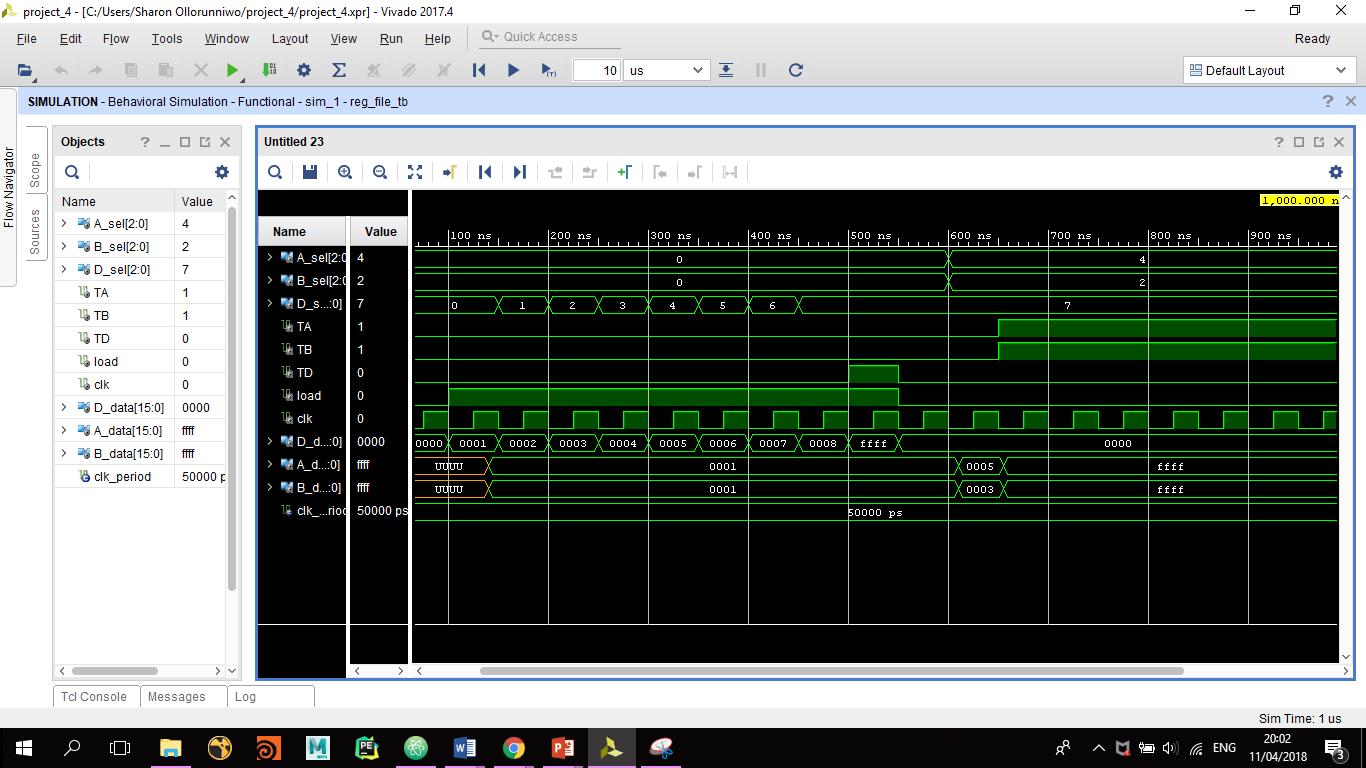 project_4 - [C:/Users/Sharon Ollorunniwo/project_4/project_4.xpr] - Vivado 2017.4
File Edit Flow Tools Window Layout View Run Help Quick Access Ready
10 us Default Layout
SIMULATION - Behavioral Simulation - Functional - sim_1 - reg_file_tb
Flow Navigator
Scope
Sources
Objects
Name Value
A_sel[2:0] 4
B_sel[2:0] 2
D_sel[2:0] 7
TA 1
TB 1
TD 0
load 0
clk 0
D_data[15:0] 0000
A_data[15:0] ffff
B_data[15:0] ffff
clk_period 50000 p
Untitled 23
1,000.000 n
Name Value 100 ns 200 ns 300 ns 400 ns 500 ns 600 ns 700 ns 800 ns 900 ns
A_sel[2:0 4 0 4
B_sel[2:0 2 0 2
D_s...:0] 7 0 1 2 3 4 5 6 7
TA 1
TB 1
TD 0
load 0
clk 0
D_d...:0] 0000 0000 0001 0002 0003 0004 0005 0006 0007 0008 ffff 0000
A_d...:0] ffff UUUU 0001 0005 ffff
B_d...:0] ffff UUUU 0001 0003 ffff
clk_...rioc 50000 ps 50000 ps
Tcl Console Messages Log
Sim Time: 1 us
ENG
20:02
11/04/2018
3